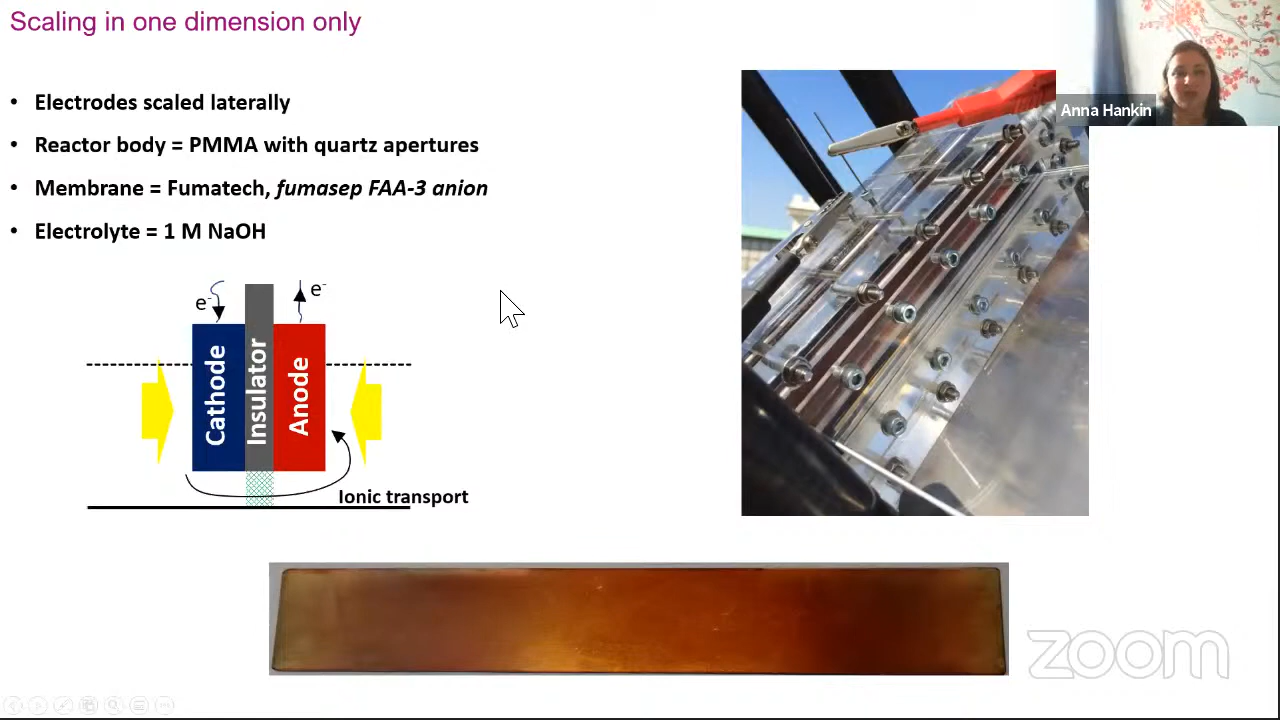 Scaling in one dimension only
Anna Hankin
• Electrodes scaled laterally
• Reactor body = PMMA with quartz apertures
• Membrane = Fumatech, fumasep FAA-3 anion
• Electrolyte = 1 M NaOH
e-
e-
Cathode
Insulator
Anode
Ionic transport
zoom